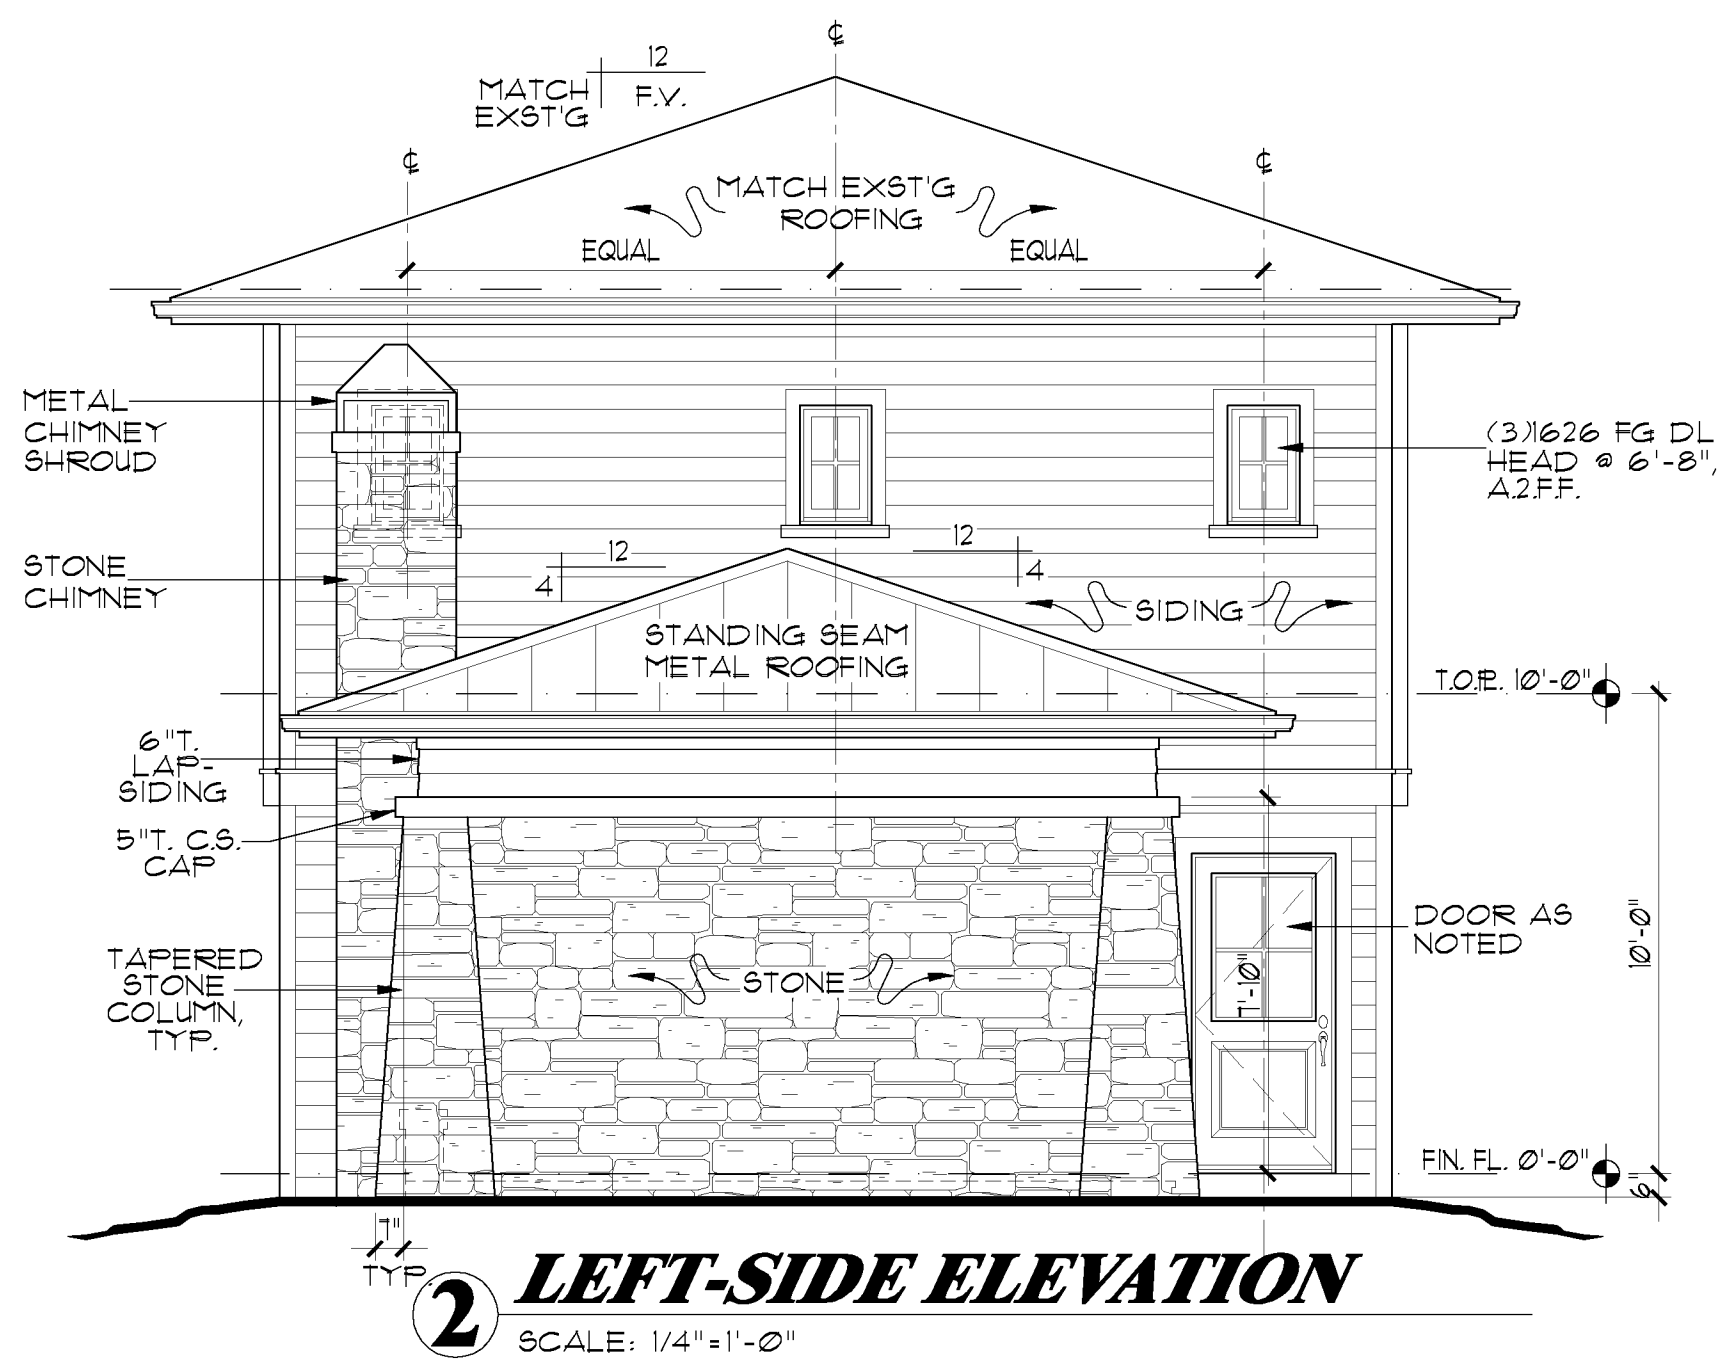 ℄
12
MATCH
F.V.
EXST'G
℄
℄
MATCH EXST'G
ROOFING
EQUAL
EQUAL
METAL
CHIMNEY
SHROUD
(3)1626 FG DL
HEAD @ 6'-8",
A.2.F.F.
12
4
12
4
STONE
CHIMNEY
SIDING
STANDING SEAM
METAL ROOFING
T.O.P. 10'-0"
6"T.
LAP-
SIDING
5"T. C.S.
CAP
DOOR AS
NOTED
10'-0"
TAPERED
STONE
COLUMN,
TYP.
STONE
7'-10"
FIN. FL. 0'-0"
6"
7"
TYP.
2
LEFT-SIDE ELEVATION
SCALE: 1/4"=1'-0"